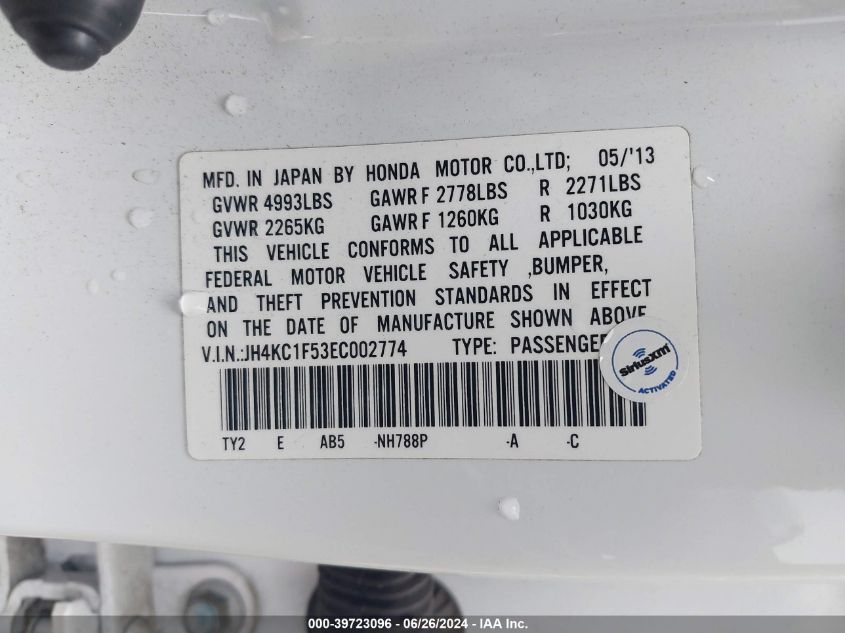 MFD. IN JAPAN BY HONDA MOTOR CO.,LTD; 05/'13
GVWR 4993LBS GAWR F 2778LBS R 2271LBS
GVWR 2265KG GAWR F 1260KG R 1030KG
THIS VEHICLE CONFORMS TO ALL APPLICABLE
FEDERAL MOTOR VEHICLE SAFETY ,BUMPER,
AND THEFT PREVENTION STANDARDS IN EFFECT
ON THE DATE OF MANUFACTURE SHOWN ABOVE
V.I.N.:JH4KC1F53EC002774 TYPE: PASSENGER
SiriusXM
ACTIVATED
TY2 E AB5 -NH788P -A -C
000-39723096 - 06/26/2024 - IAA Inc.